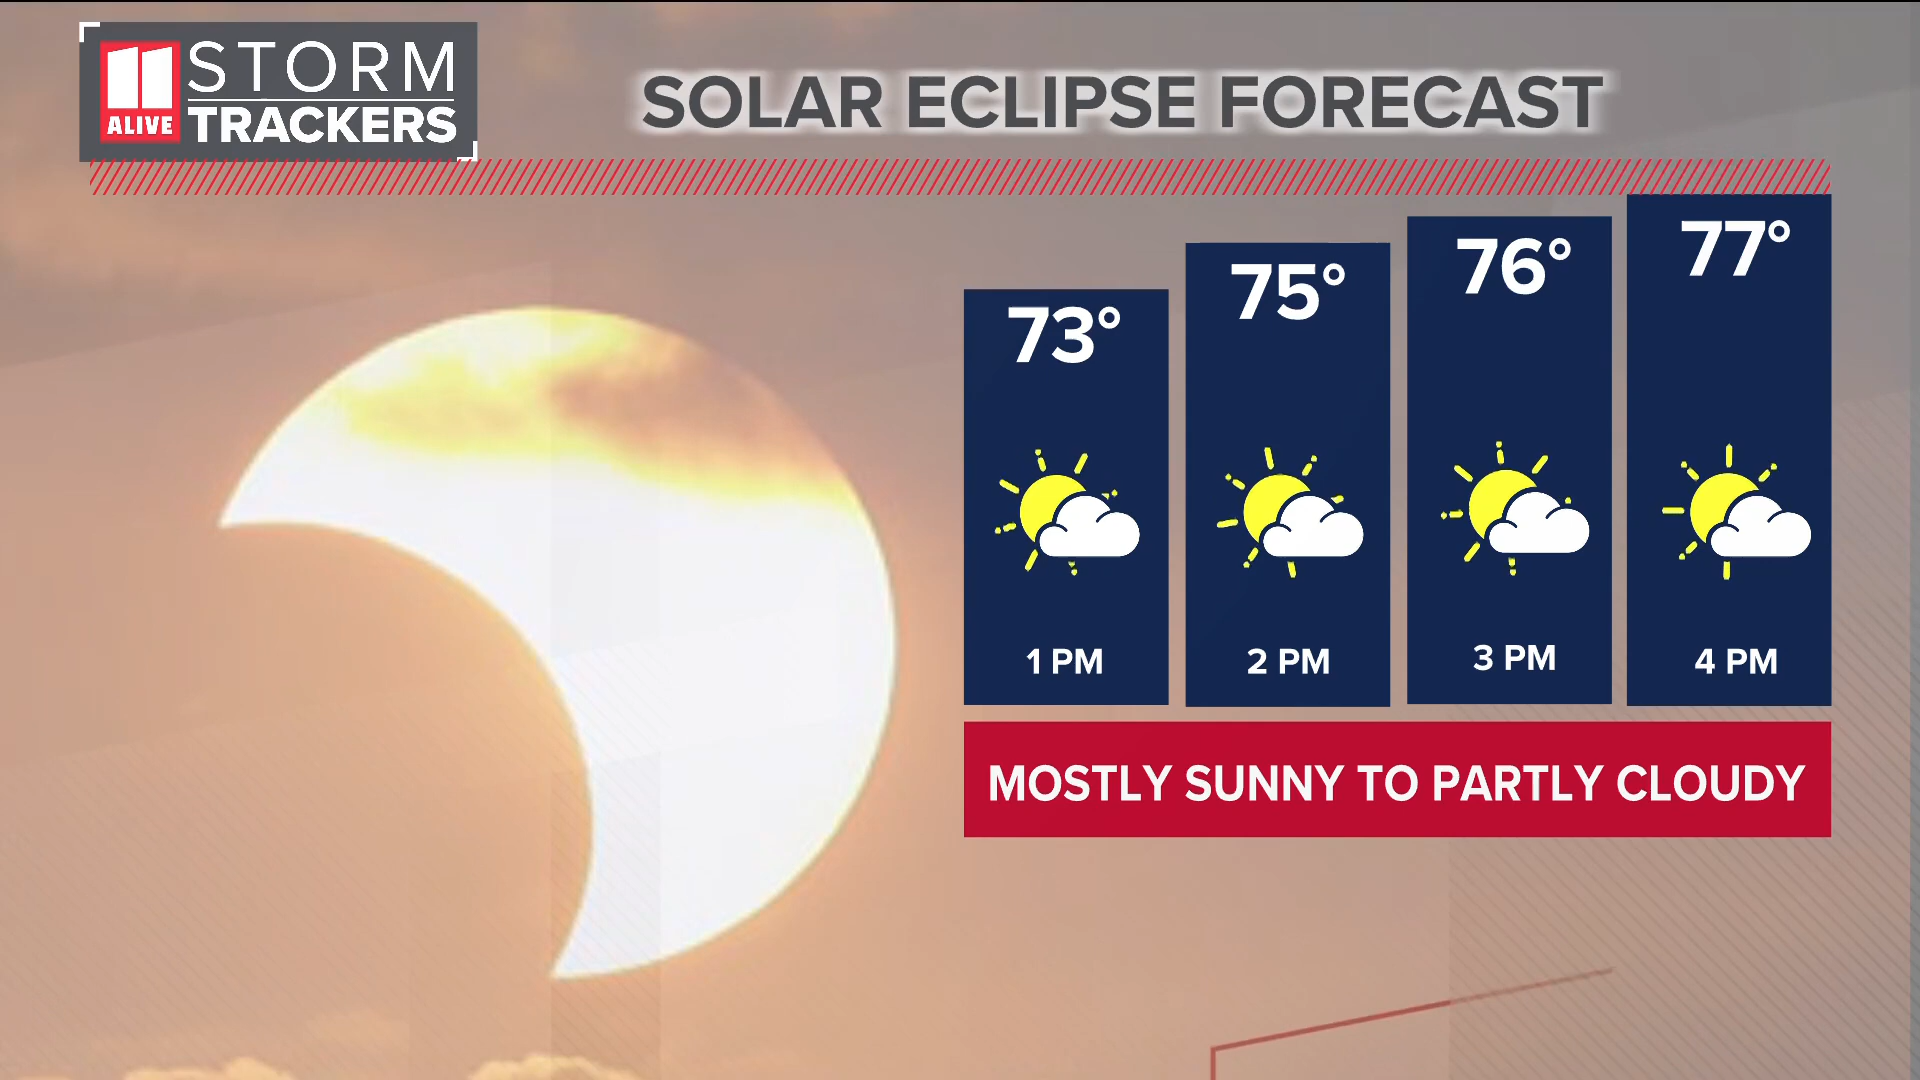 11
ALIVE
STORM
TRACKERS
SOLAR ECLIPSE FORECAST
73°
75°
76°
77°
1 PM
2 PM
3 PM
4 PM
MOSTLY SUNNY TO PARTLY CLOUDY